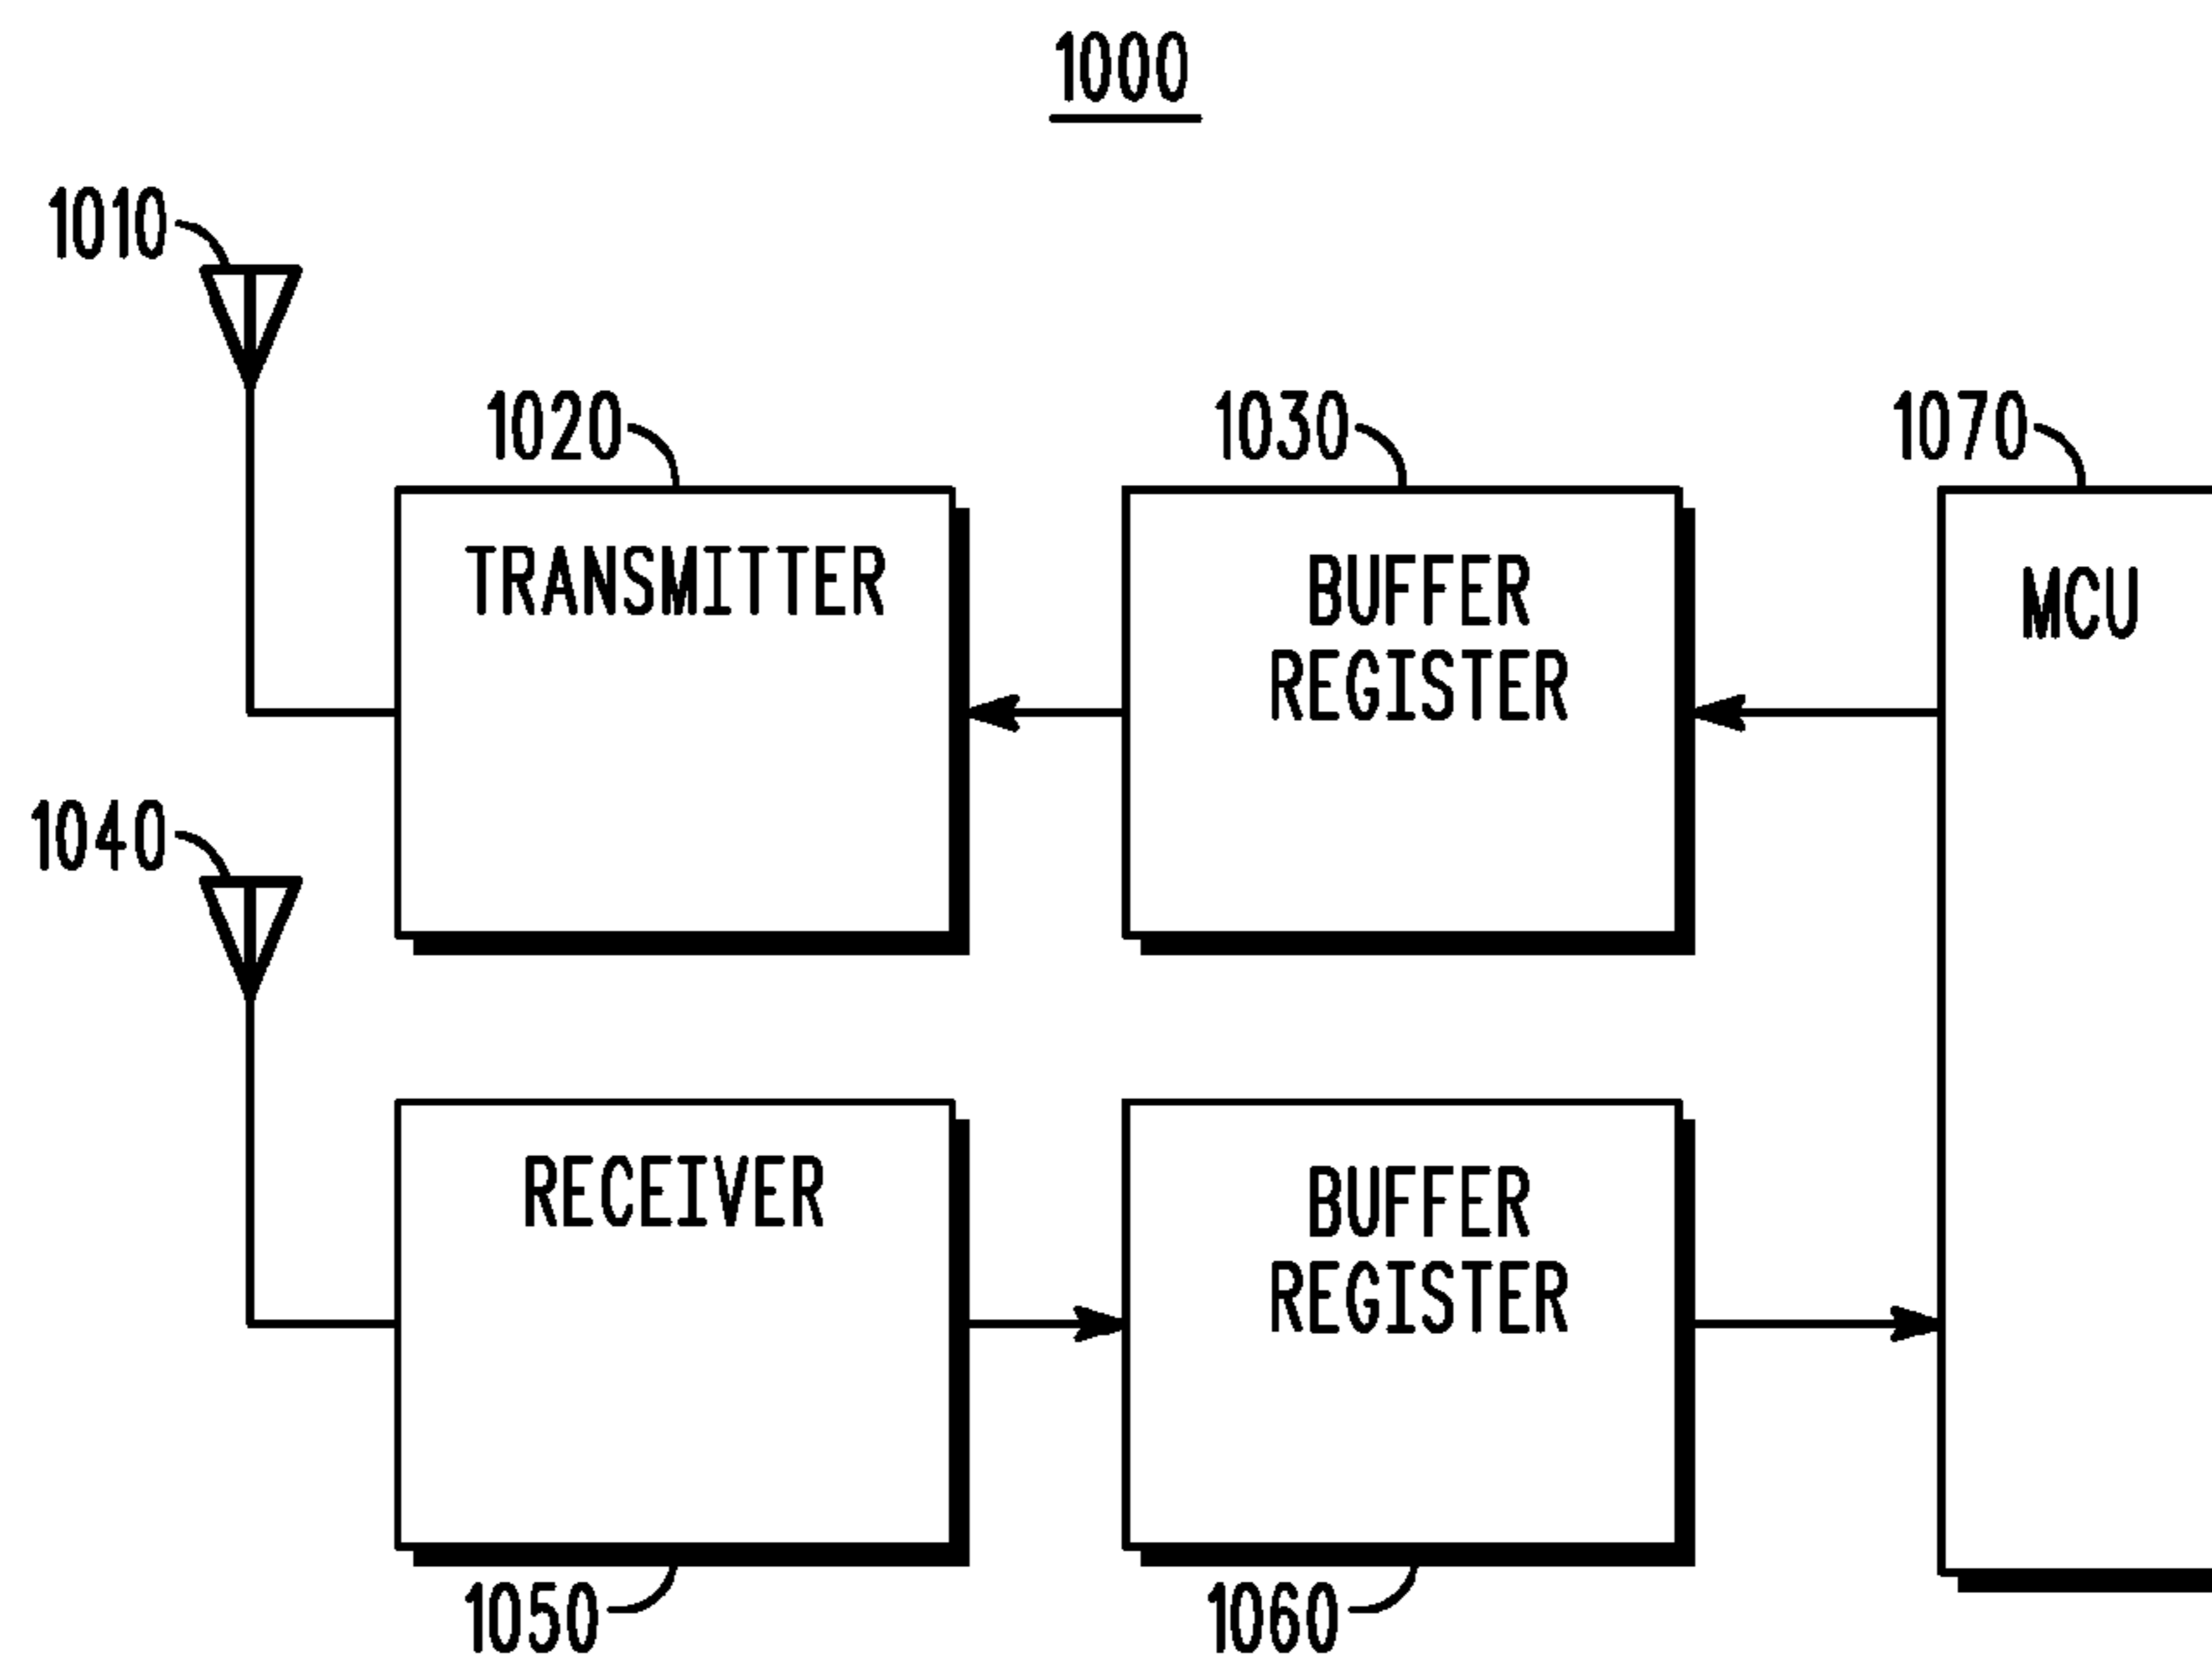 1000
1010
1020
1030
1070
TRANSMITTER
BUFFER
REGISTER
MCU
1040
RECEIVER
BUFFER
REGISTER
1050
1060